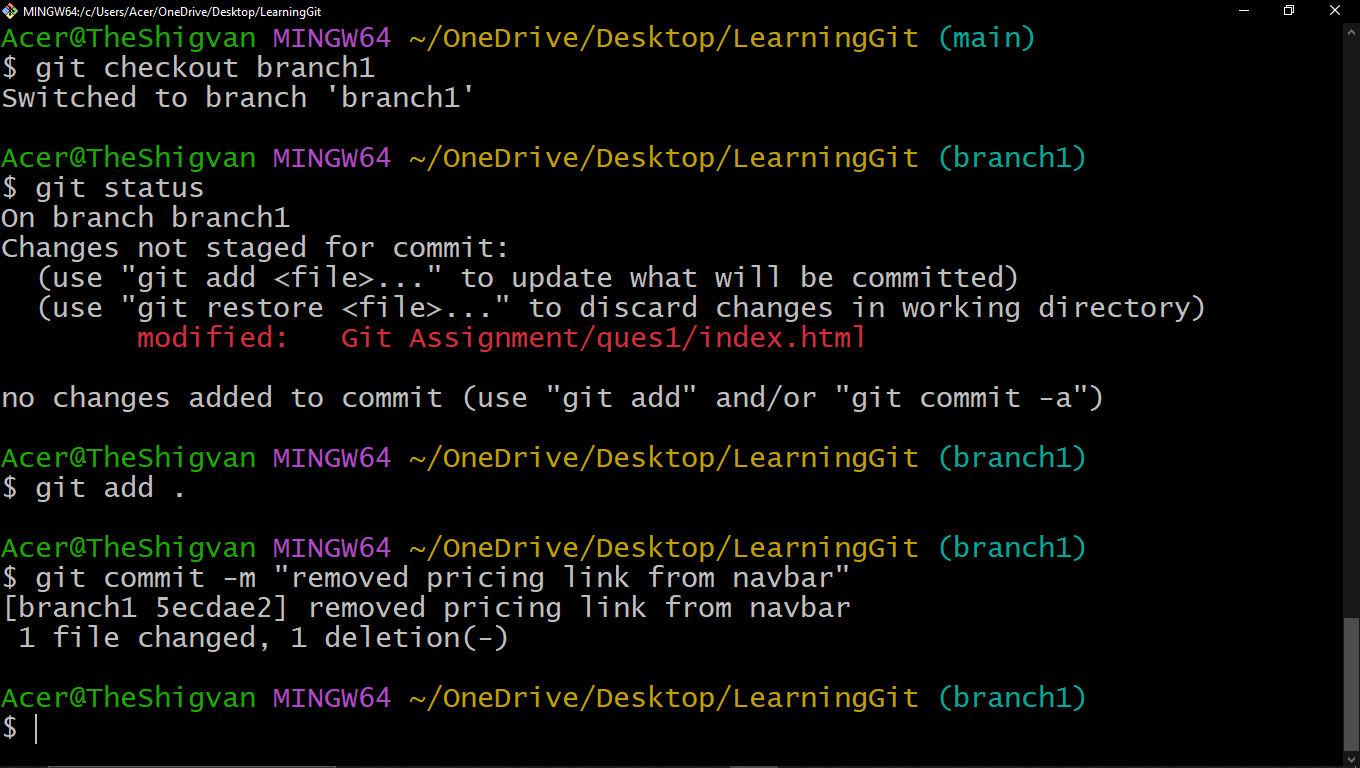 MINGW64:/c/Users/Acer/OneDrive/Desktop/LearningGit
Acer@TheShigvan MINGW64 ~/OneDrive/Desktop/LearningGit (main)
$ git checkout branch1
Switched to branch 'branch1'
Acer@TheShigvan MINGW64 ~/OneDrive/Desktop/LearningGit (branch1)
$ git status
On branch branch1
Changes not staged for commit:
  (use "git add <file>..." to update what will be committed)
  (use "git restore <file>..." to discard changes in working directory)
        modified:   Git Assignment/ques1/index.html
no changes added to commit (use "git add" and/or "git commit -a")
Acer@TheShigvan MINGW64 ~/OneDrive/Desktop/LearningGit (branch1)
$ git add .
Acer@TheShigvan MINGW64 ~/OneDrive/Desktop/LearningGit (branch1)
$ git commit -m "removed pricing link from navbar"
[branch1 5ecdae2] removed pricing link from navbar
 1 file changed, 1 deletion(-)
Acer@TheShigvan MINGW64 ~/OneDrive/Desktop/LearningGit (branch1)
$